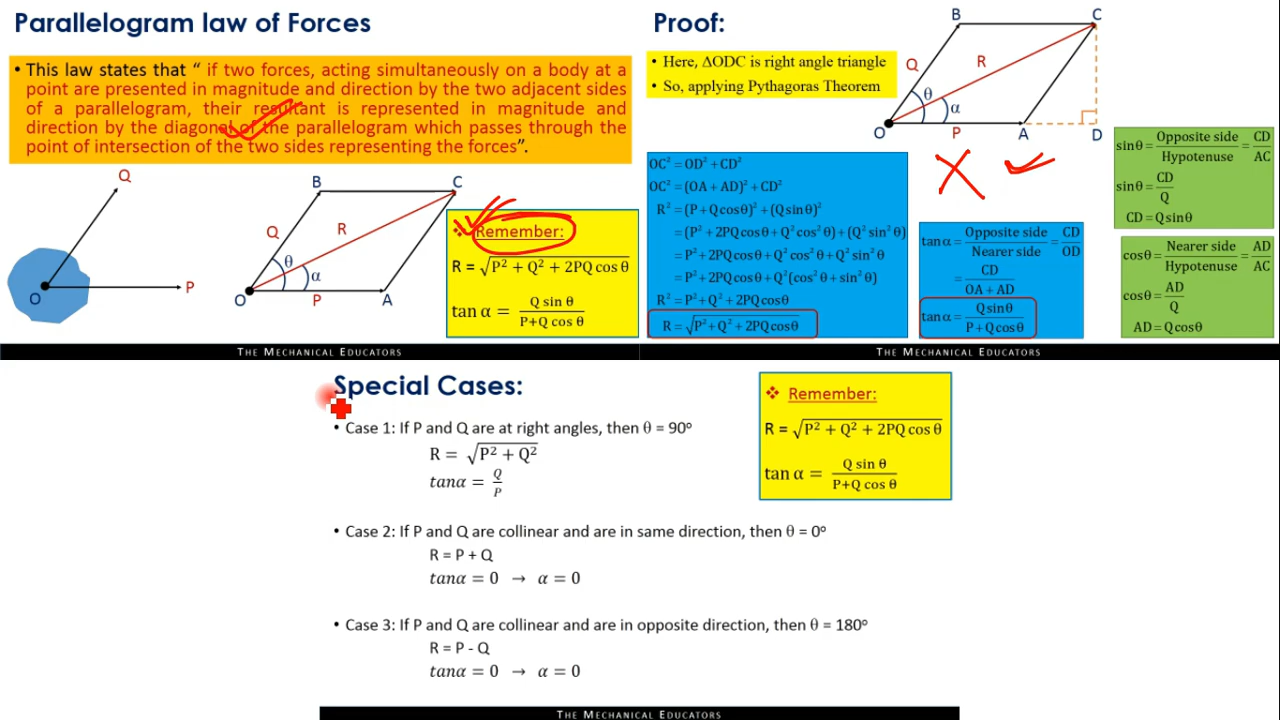 Parallelogram law of Forces
• This law states that “ if two forces, acting simultaneously on a body at a
point are presented in magnitude and direction by the two adjacent sides
of a parallelogram, their resultant is represented in magnitude and
direction by the diagonal of the parallelogram which passes through the
point of intersection of the two sides representing the forces”.
Q
O
P
B
C
Q
R
θ
α
O
P
A
❖ Remember:
R = √(P² + Q² + 2PQ cos θ)
tan α = Q sin θ / P+Q cos θ
THE MECHANICAL EDUCATORS
Proof:
• Here, ΔODC is right angle triangle
• So, applying Pythagoras Theorem
B
C
Q
R
θ
α
O
P
A
D
OC² = OD² + CD²
OC² = (OA + AD)² + CD²
R² = (P + Q cosθ)² + (Q sinθ)²
= (P² + 2PQ cosθ + Q² cos² θ) + (Q² sin² θ)
= P² + 2PQ cosθ + Q² cos² θ + Q² sin² θ
= P² + 2PQ cosθ + Q² (cos² θ + sin² θ)
R² = P² + Q² + 2PQ cosθ
R = √(P² + Q² + 2PQ cosθ)
tan α = Opposite side / Nearer side = CD / OD
= CD / OA + AD
tan α = Q sinθ / P + Q cosθ
sin θ = Opposite side / Hypotenuse = CD / AC
sin θ = CD / Q
CD = Q sin θ
cos θ = Nearer side / Hypotenuse = AD / AC
cos θ = AD / Q
AD = Q cos θ
THE MECHANICAL EDUCATORS
Special Cases:
• Case 1: If P and Q are at right angles, then θ = 90°
R = √(P² + Q²)
tanα = Q / P
• Case 2: If P and Q are collinear and are in same direction, then θ = 0°
R = P + Q
tanα = 0 → α = 0
• Case 3: If P and Q are collinear and are in opposite direction, then θ = 180°
R = P - Q
tanα = 0 → α = 0
❖ Remember:
R = √(P² + Q² + 2PQ cos θ)
tan α = Q sin θ / P+Q cos θ
THE MECHANICAL EDUCATORS